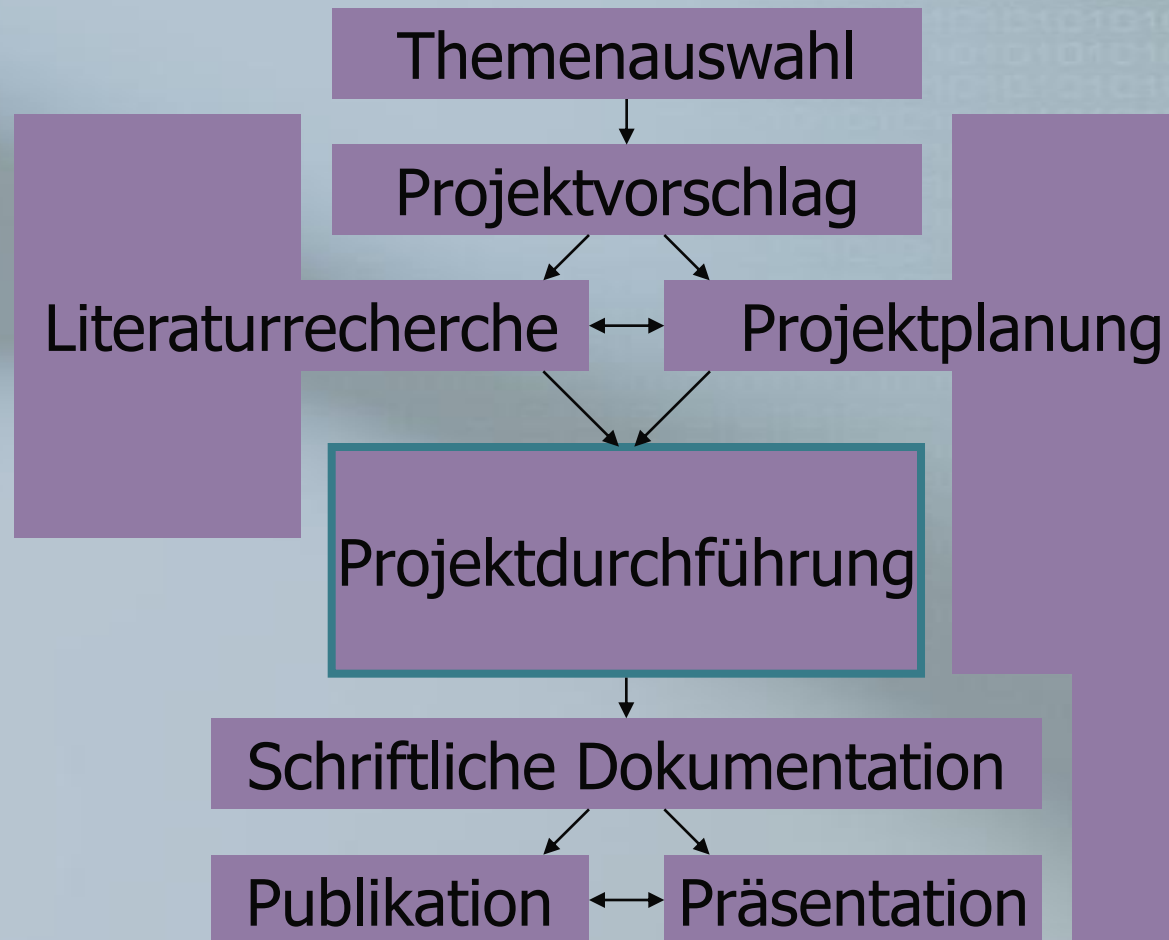 Themenauswahl
Projektvorschlag
Literaturrecherche
Projektplanung
Projektdurchführung
Schriftliche Dokumentation
Publikation
Präsentation